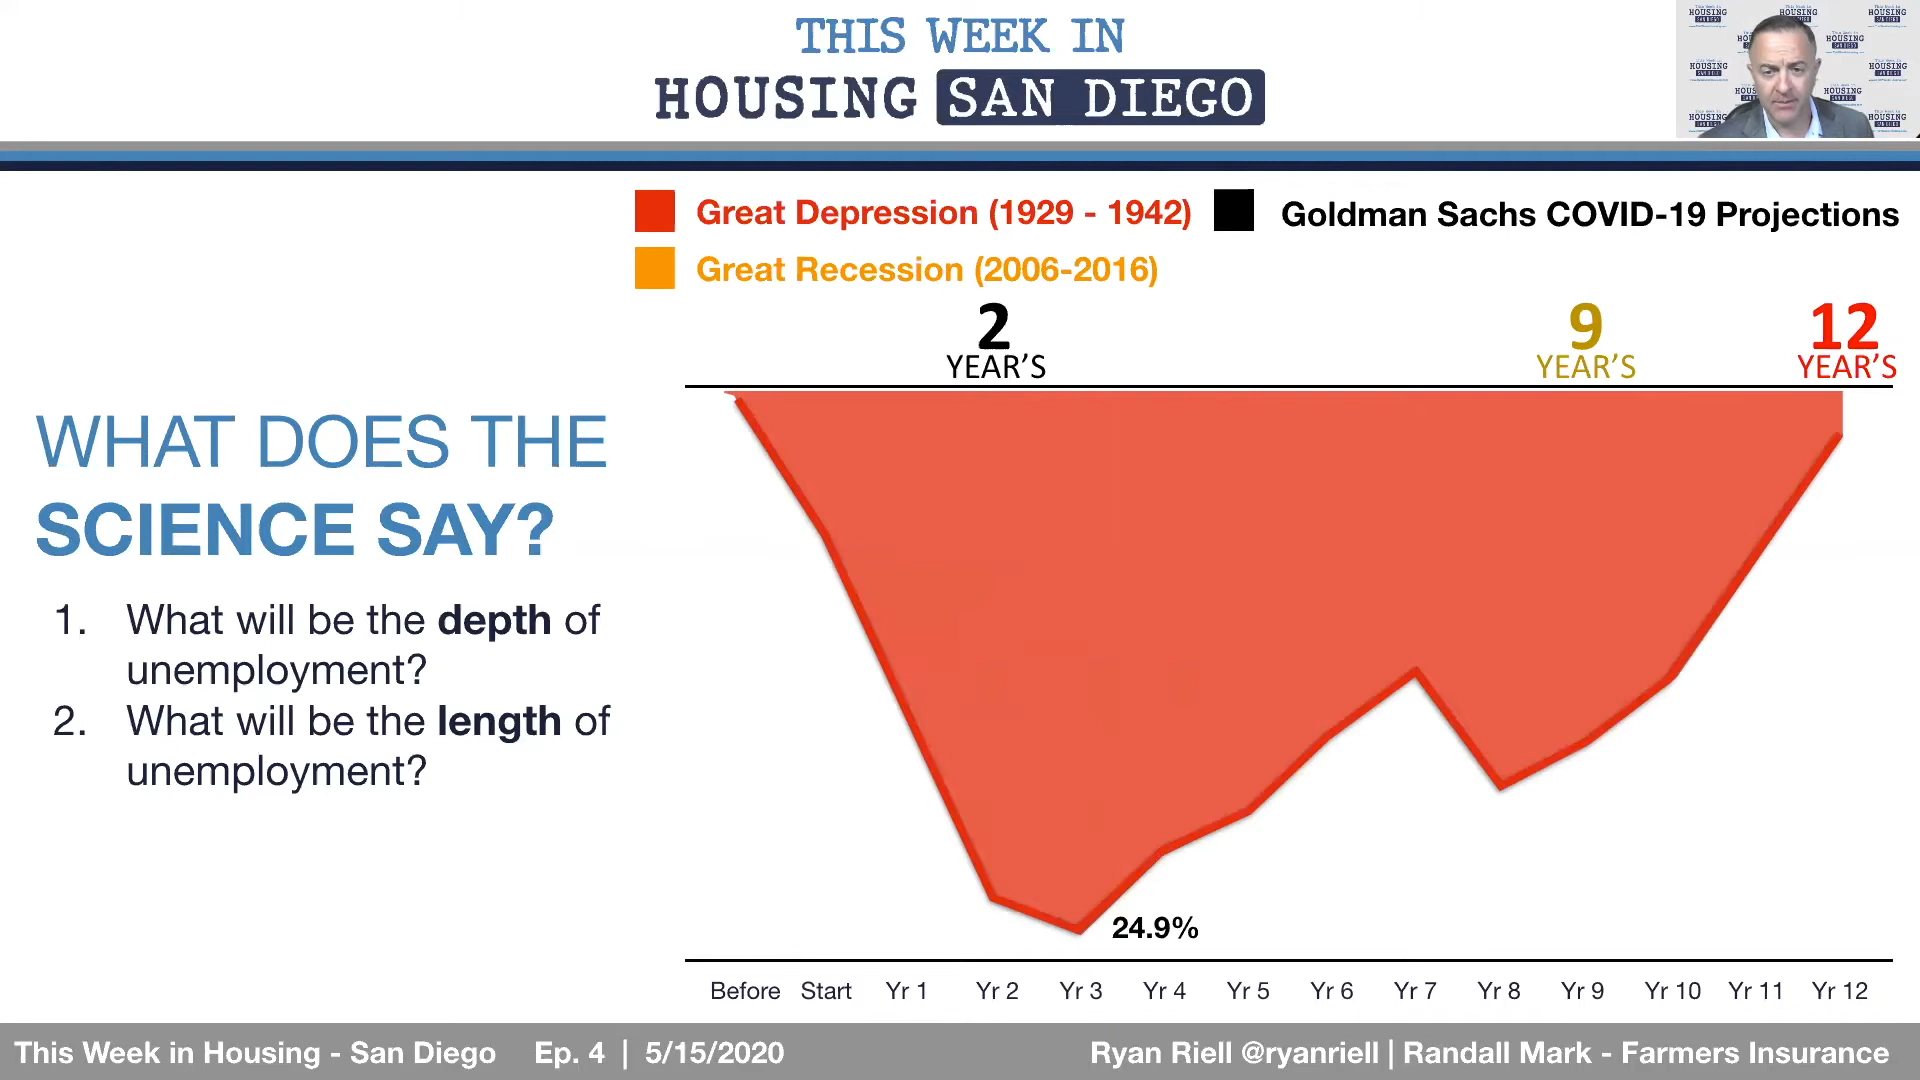 THIS WEEK IN
HOUSING SAN DIEGO
Great Depression (1929 - 1942)
Goldman Sachs COVID-19 Projections
Great Recession (2006-2016)
2
YEAR'S
9
YEAR'S
12
YEAR'S
WHAT DOES THE
SCIENCE SAY?
1. What will be the depth of
unemployment?
2. What will be the length of
unemployment?
24.9%
Before Start Yr 1 Yr 2 Yr 3 Yr 4 Yr 5 Yr 6 Yr 7 Yr 8 Yr 9 Yr 10 Yr 11 Yr 12
This Week in Housing - San Diego Ep. 4 | 5/15/2020
Ryan Riell @ryanriell | Randall Mark - Farmers Insurance